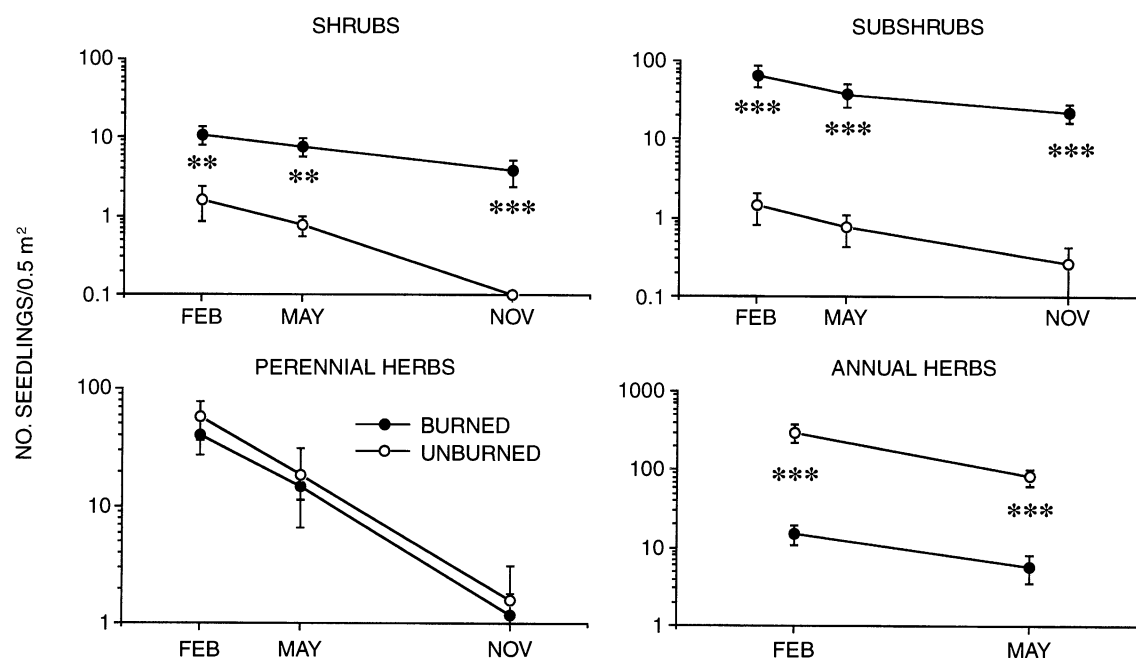 SHRUBS
SUBSHRUBS
NO. SEEDLINGS/0.5 m²
100
10
1
0.1
**
**
***
FEB
MAY
NOV
100
10
1
0.1
***
***
***
FEB
MAY
NOV
PERENNIAL HERBS
100
10
1
BURNED
UNBURNED
FEB
MAY
NOV
ANNUAL HERBS
1000
100
10
1
***
***
FEB
MAY